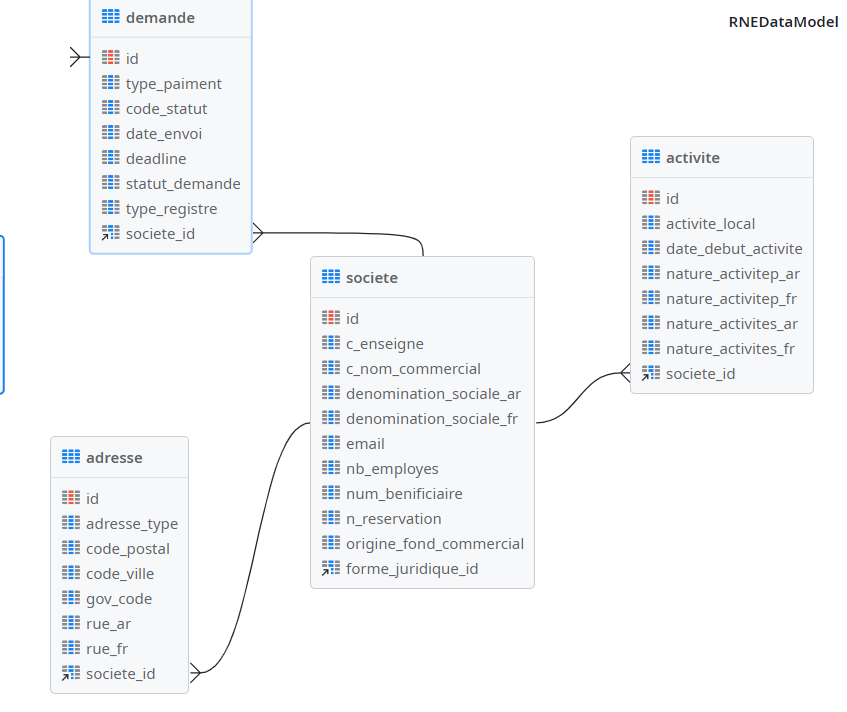 demande
id
type_paiment
code_statut
date_envoi
deadline
statut_demande
type_registre
societe_id
RNEDataModel
activite
id
activite_local
date_debut_activite
nature_activitep_ar
nature_activitep_fr
nature_activites_ar
nature_activites_fr
societe_id
societe
id
c_enseigne
c_nom_commercial
denomination_sociale_ar
denomination_sociale_fr
email
nb_employes
num_benificiaire
n_reservation
origine_fond_commercial
forme_juridique_id
adresse
id
adresse_type
code_postal
code_ville
gov_code
rue_ar
rue_fr
societe_id